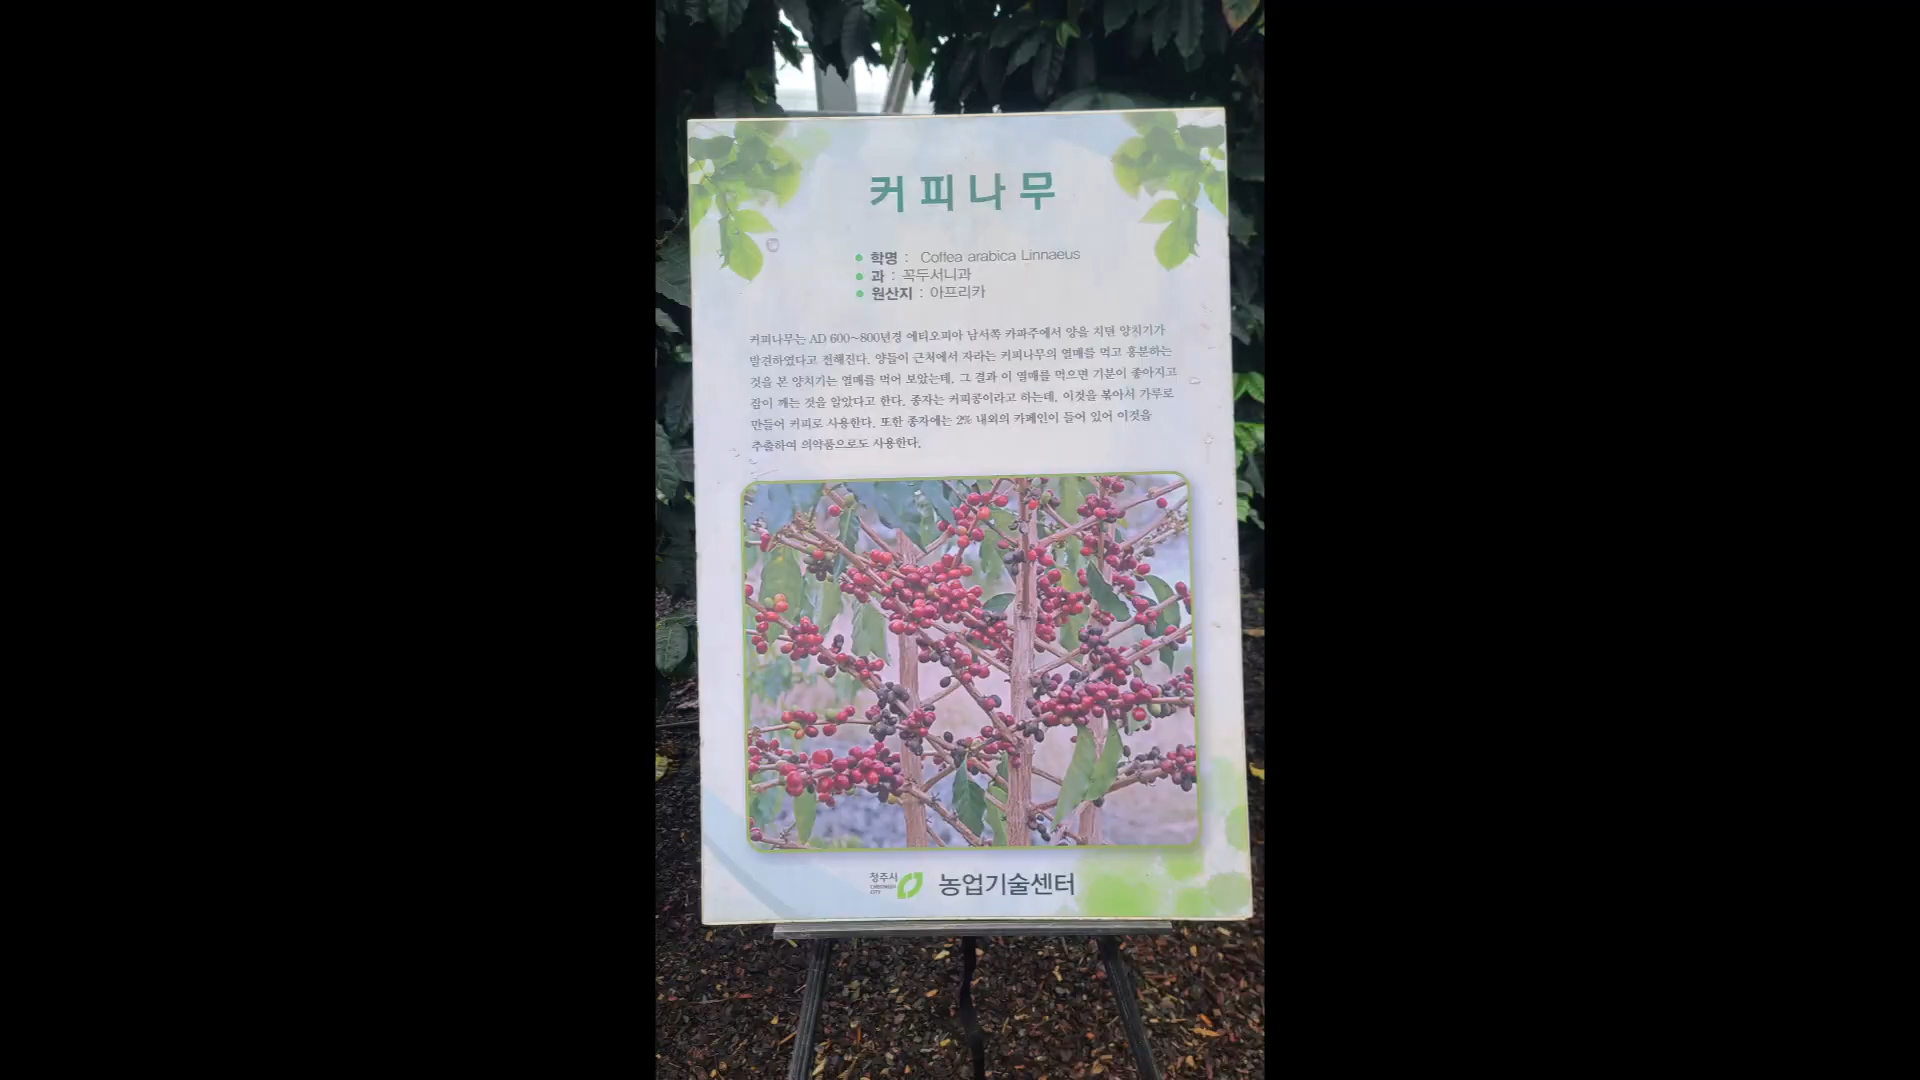 커피나무
학명 : Coffea arabica Linnaeus
과 : 꼭두서니과
원산지 : 아프리카
커피나무는 AD 600~800년경 에티오피아 남서쪽 카파주에서 양을 치던 양치기가
발견하였다고 전해진다. 양들이 근처에서 자라는 커피나무의 열매를 먹고 흥분하는
것을 본 양치기는 열매를 먹어 보았는데, 그 결과 이 열매를 먹으면 기분이 좋아지고
잠이 깨는 것을 알았다고 한다. 종자는 커피콩이라고 하는데, 이것을 볶아서 가루로
만들어 커피로 사용한다. 또한 종자에는 2% 내외의 카페인이 들어 있어 이것을
추출하여 의약품으로도 사용한다.
청주시 농업기술센터